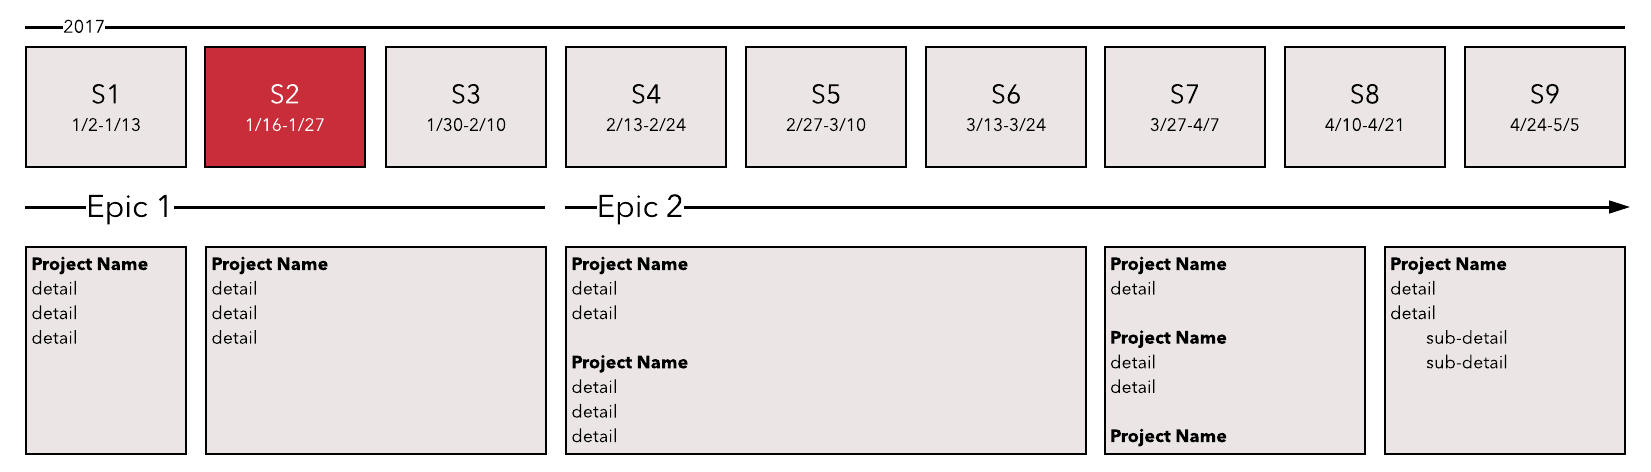 2017
S1
1/2-1/13
S2
1/16-1/27
S3
1/30-2/10
S4
2/13-2/24
S5
2/27-3/10
S6
3/13-3/24
S7
3/27-4/7
S8
4/10-4/21
S9
4/24-5/5
Epic 1
Epic 2
Project Name
detail
detail
detail
Project Name
detail
detail
detail
Project Name
detail
detail
Project Name
detail
detail
detail
Project Name
detail
Project Name
detail
detail
Project Name
Project Name
detail
detail
sub-detail
sub-detail